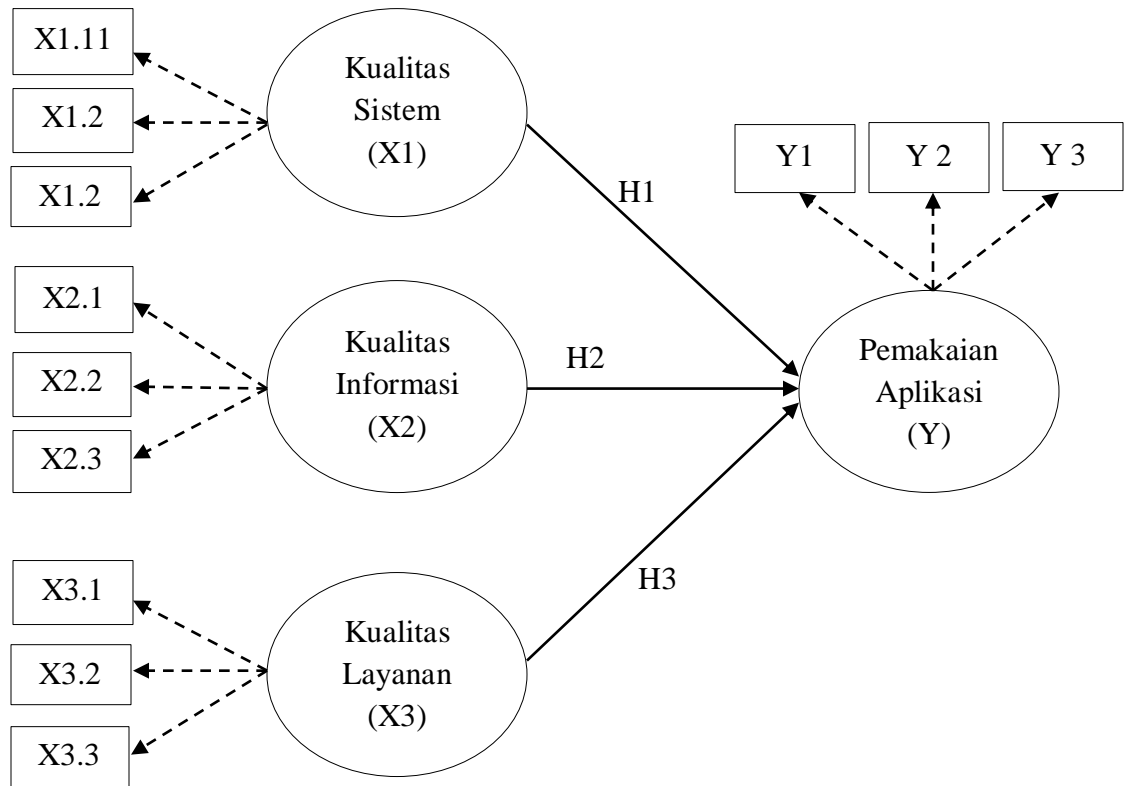 X1.11
X1.2
X1.2
Kualitas
Sistem
(X1)
H1
Y1
Y 2
Y 3
X2.1
X2.2
X2.3
Kualitas
Informasi
(X2)
H2
Pemakaian
Aplikasi
(Y)
X3.1
X3.2
X3.3
Kualitas
Layanan
(X3)
H3